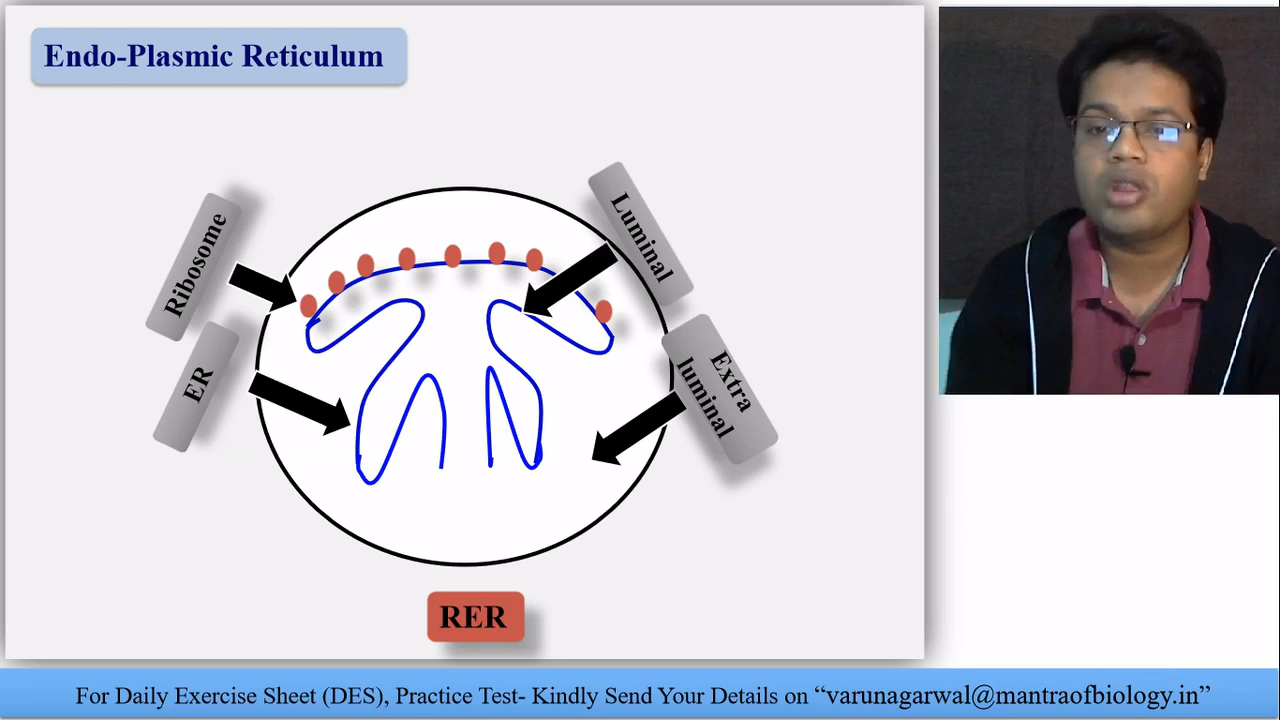 Endo-Plasmic Reticulum
Ribosome
Luminal
ER
Extra
luminal
RER
For Daily Exercise Sheet (DES), Practice Test- Kindly Send Your Details on “varunagarwal@mantraofbiology.in”